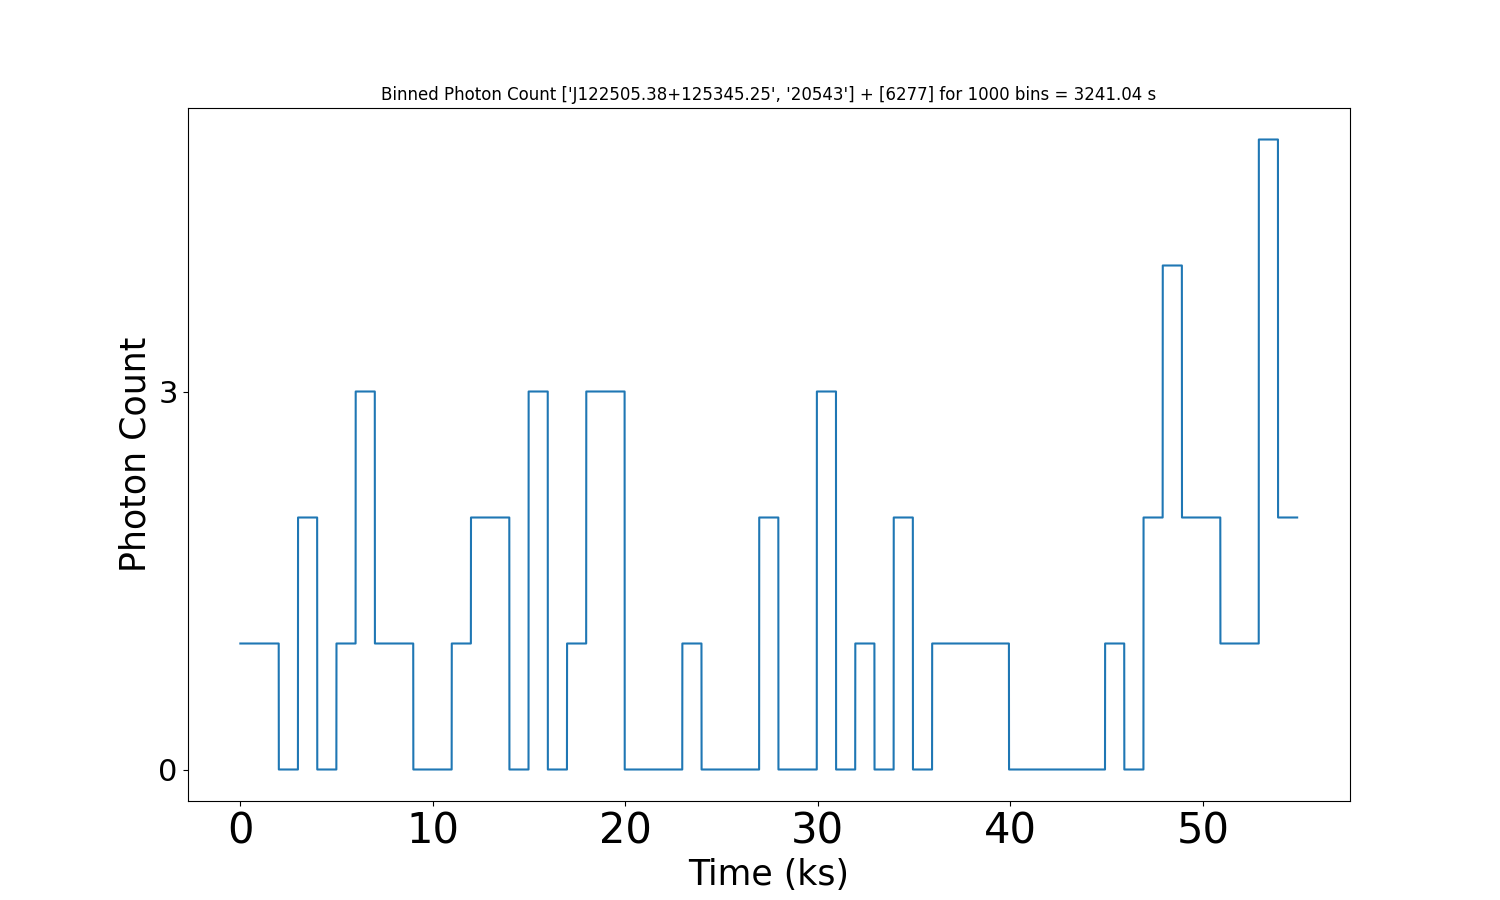 Binned Photon Count ['J122505.38+125345.25', '20543'] + [6277] for 1000 bins = 3241.04 s
Photon Count
3
0
0 10 20 30 40 50
Time (ks)